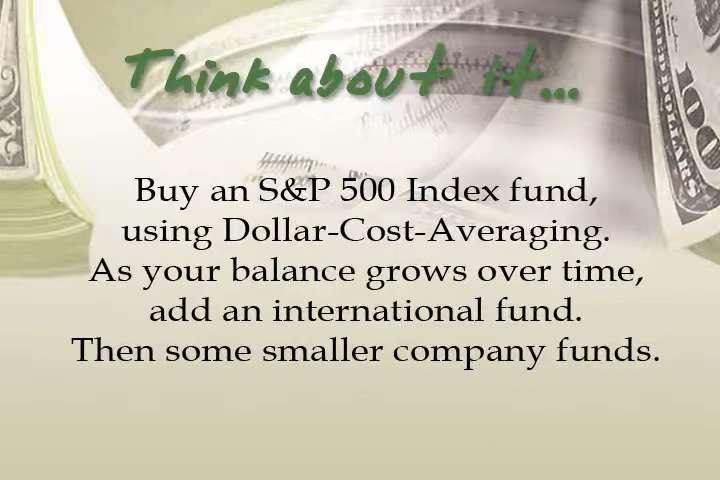 Think about it...
Buy an S&P 500 Index fund,
using Dollar-Cost-Averaging.
As your balance grows over time,
add an international fund.
Then some smaller company funds.
100